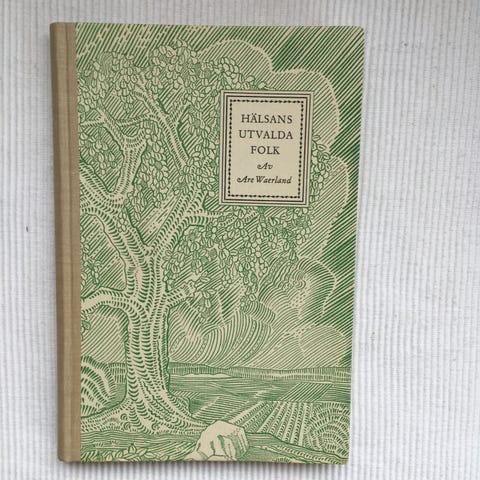 HÄLSANS
UTVALDA
FOLK
Av
Are Waerland